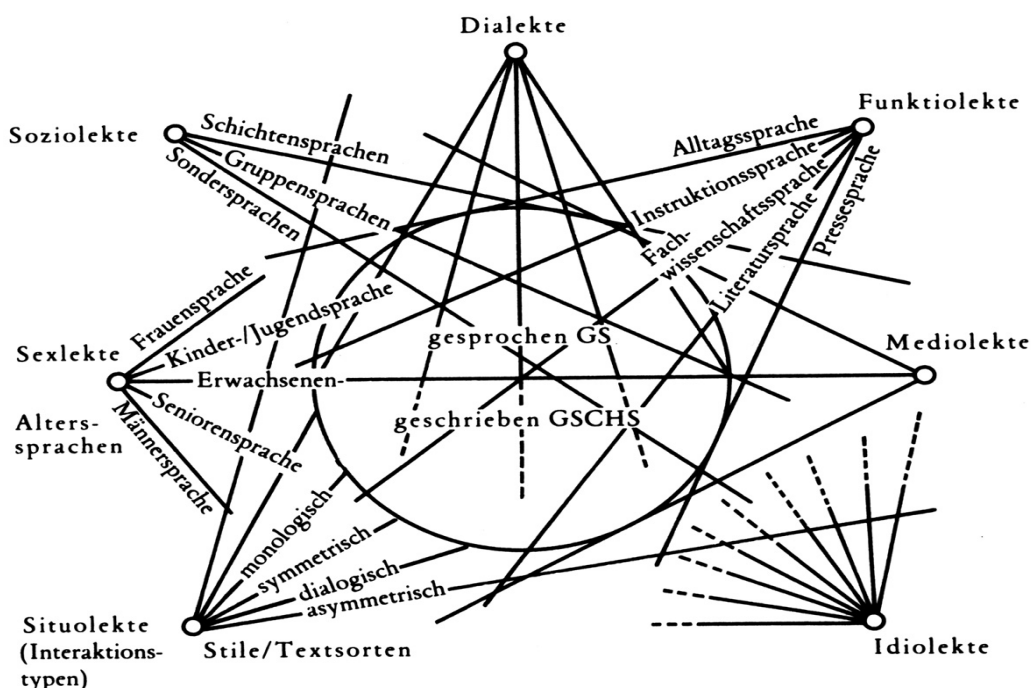 Dialekte
Funktiolekte
Soziolekte
Schichtensprachen
Gruppensprachen
Sondersprachen
Alltagssprache
Instruktionssprache
Fach-
wissenschaftssprache
Literatursprache
Pressesprache
Frauensprache
Kinder-/Jugendsprache
gesprochen GS
Sexlekte
Erwachsenen-
Mediolekte
Alters-
sprachen
Seniorensprache
Männersprache
geschrieben GSCHS
monologisch
symmetrisch
dialogisch
asymmetrisch
Situolekte
(Interaktions-
typen)
Stile/Textsorten
Idiolekte